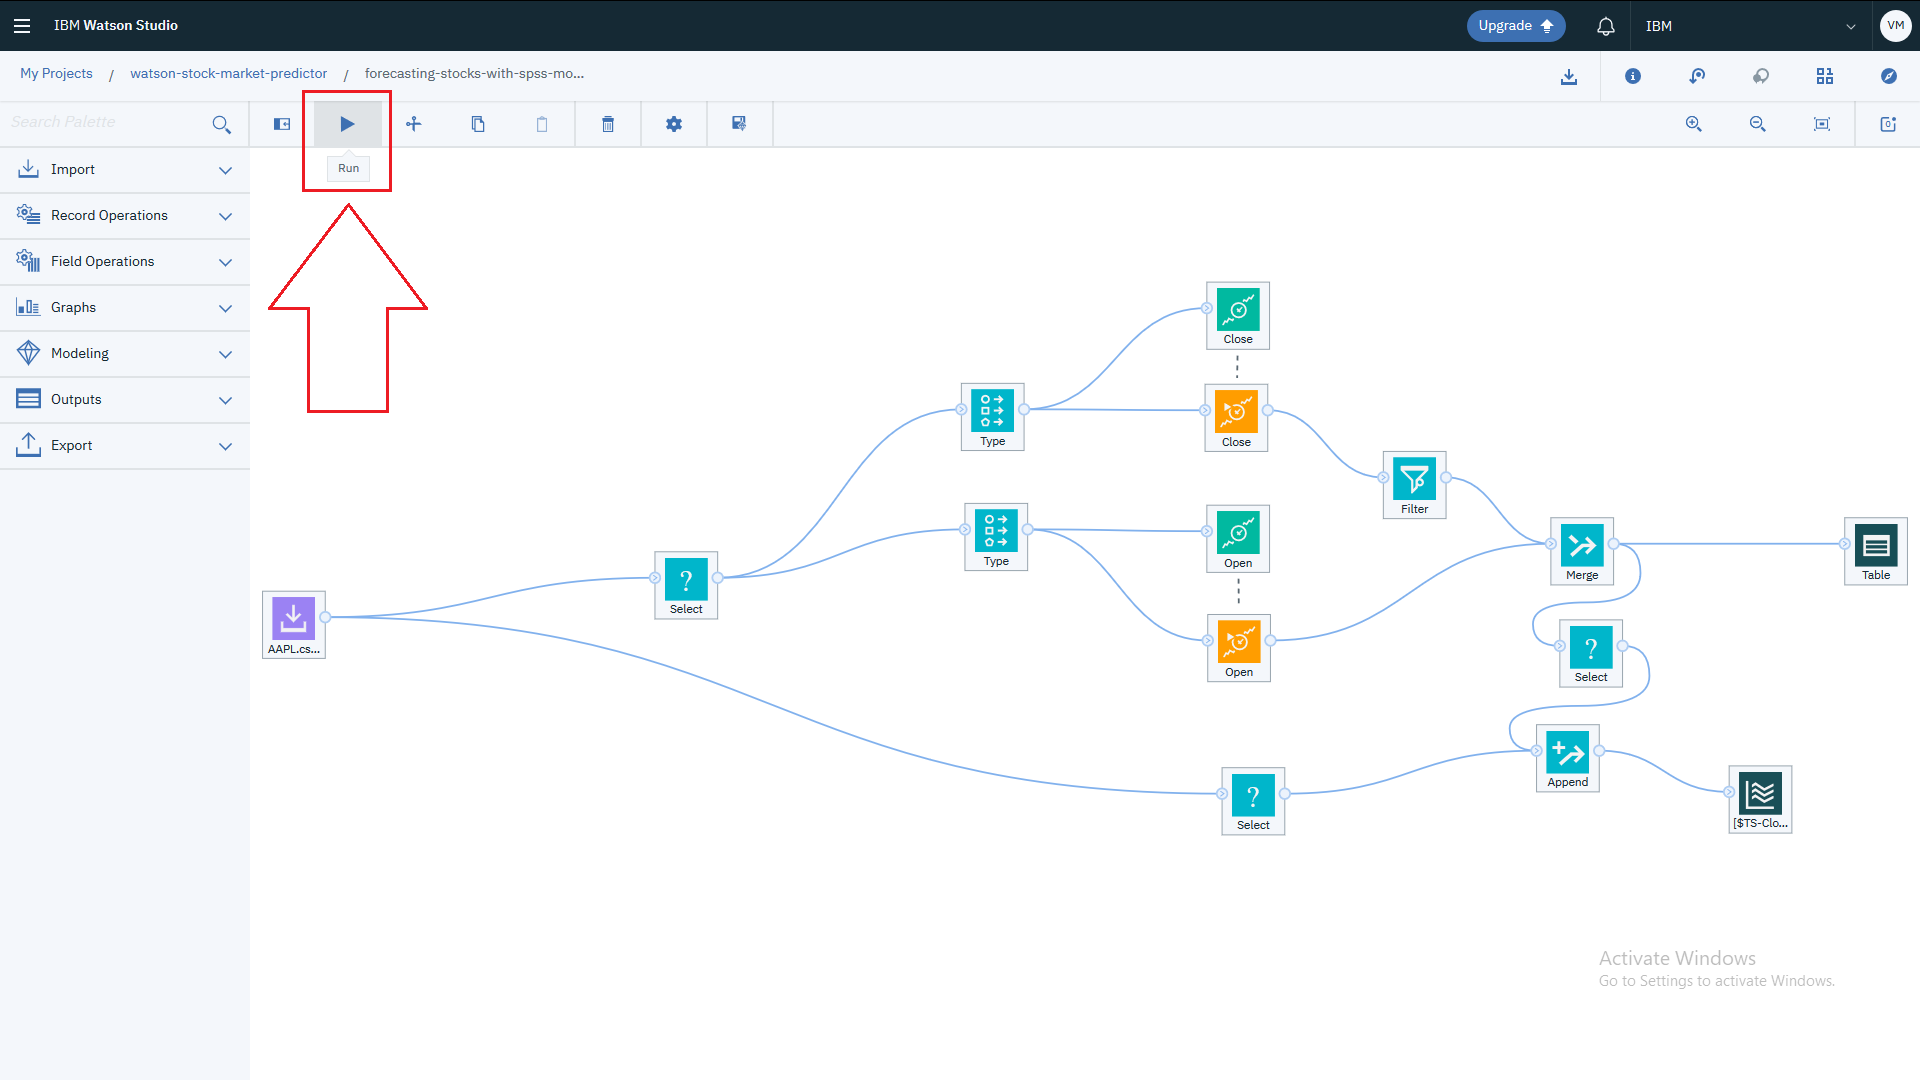 IBM Watson Studio
Upgrade
IBM
VM
My Projects / watson-stock-market-predictor / forecasting-stocks-with-spss-mo...
Search Palette
Run
Import
Record Operations
Field Operations
Graphs
Modeling
Outputs
Export
Close
Type
Close
Filter
Type
Open
Merge
Table
Select
AAPL.cs...
Open
Select
Append
Select
[$TS-Clo...
Activate Windows
Go to Settings to activate Windows.